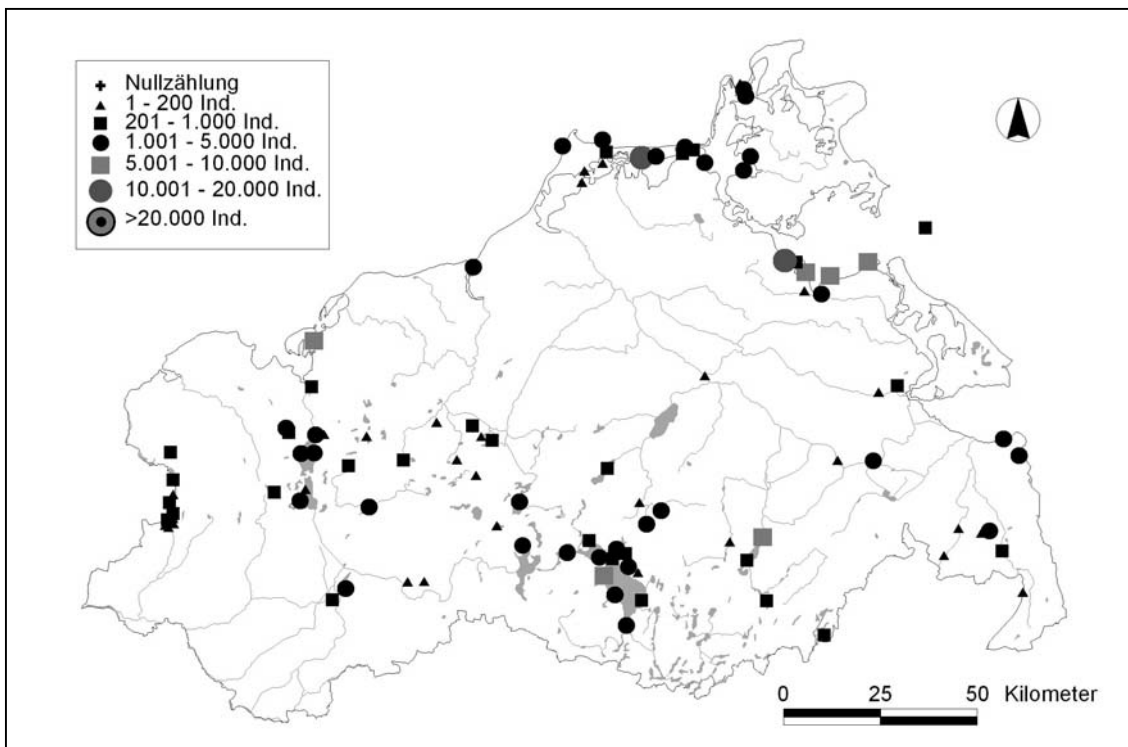 Nullzählung
1 - 200 Ind.
201 - 1.000 Ind.
1.001 - 5.000 Ind.
5.001 - 10.000 Ind.
10.001 - 20.000 Ind.
>20.000 Ind.
0 25 50 Kilometer